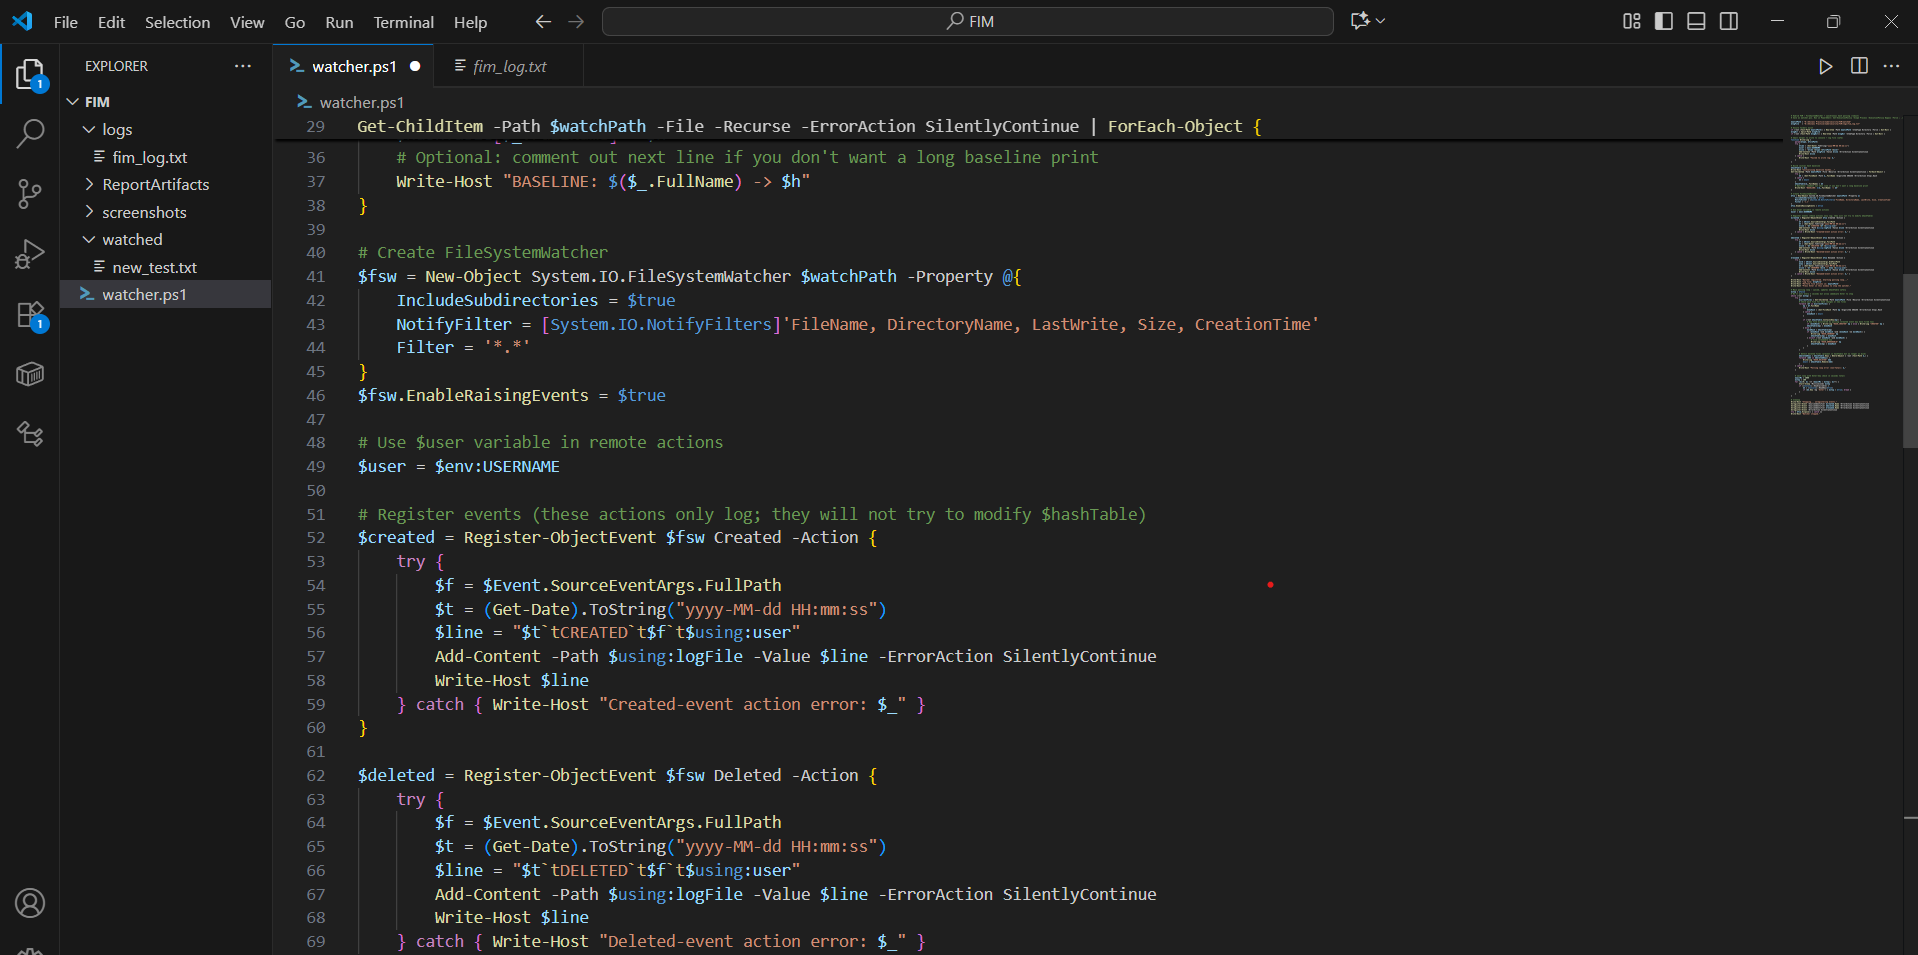 File Edit Selection View Go Run Terminal Help
FIM
EXPLORER
1
FIM
logs
fim_log.txt
ReportArtifacts
screenshots
watched
new_test.txt
watcher.ps1
1
watcher.ps1
fim_log.txt
watcher.ps1
29 Get-ChildItem -Path $watchPath -File -Recurse -ErrorAction SilentlyContinue | ForEach-Object {
36 # Optional: comment out next line if you don't want a long baseline print
37 Write-Host "BASELINE: $($_.FullName) -> $h"
38 }
39
40 # Create FileSystemWatcher
41 $fsw = New-Object System.IO.FileSystemWatcher $watchPath -Property @{
42 IncludeSubdirectories = $true
43 NotifyFilter = [System.IO.NotifyFilters]'FileName, DirectoryName, LastWrite, Size, CreationTime'
44 Filter = '*.*'
45 }
46 $fsw.EnableRaisingEvents = $true
47
48 # Use $user variable in remote actions
49 $user = $env:USERNAME
50
51 # Register events (these actions only log; they will not try to modify $hashTable)
52 $created = Register-ObjectEvent $fsw Created -Action {
53 try {
54 $f = $Event.SourceEventArgs.FullPath
55 $t = (Get-Date).ToString("yyyy-MM-dd HH:mm:ss")
56 $line = "$t`tCREATED`t$f`t$using:user"
57 Add-Content -Path $using:logFile -Value $line -ErrorAction SilentlyContinue
58 Write-Host $line
59 } catch { Write-Host "Created-event action error: $_" }
60 }
61
62 $deleted = Register-ObjectEvent $fsw Deleted -Action {
63 try {
64 $f = $Event.SourceEventArgs.FullPath
65 $t = (Get-Date).ToString("yyyy-MM-dd HH:mm:ss")
66 $line = "$t`tDELETED`t$f`t$using:user"
67 Add-Content -Path $using:logFile -Value $line -ErrorAction SilentlyContinue
68 Write-Host $line
69 } catch { Write-Host "Deleted-event action error: $_" }